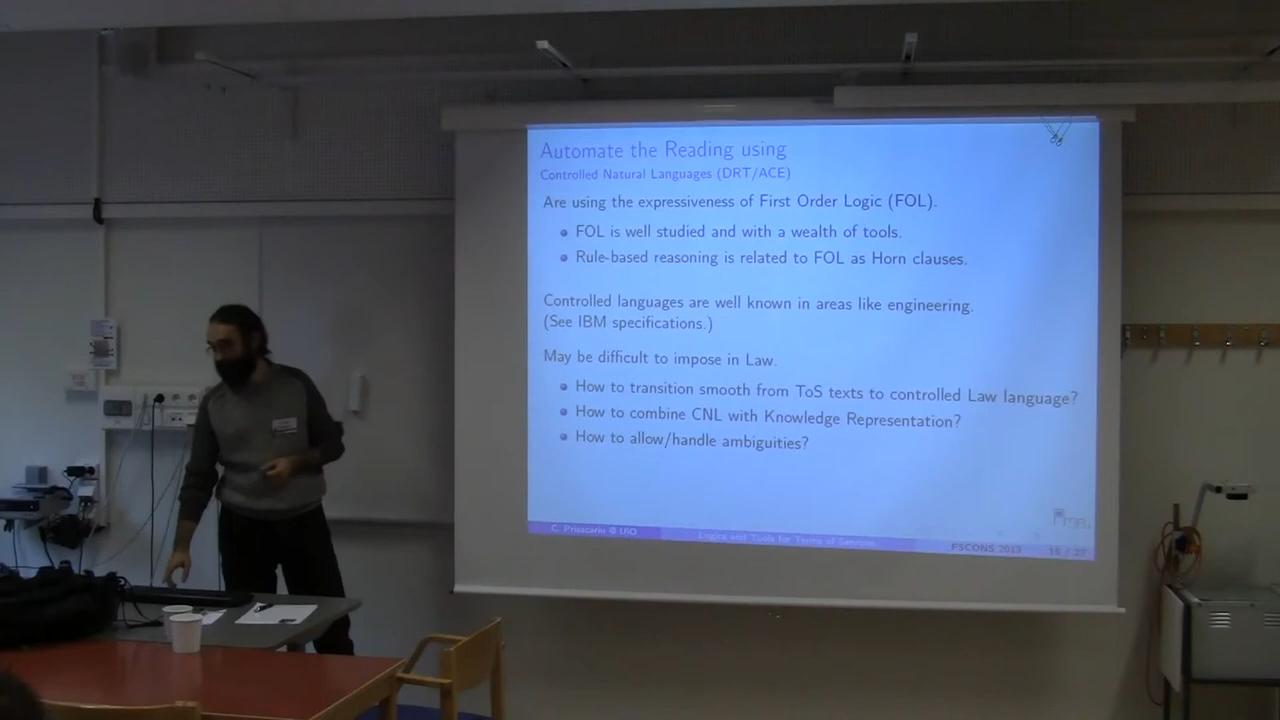 Automate the Reading using
Controlled Natural Languages (DRT/ACE)
Are using the expressiveness of First Order Logic (FOL).
FOL is well studied and with a wealth of tools.
Rule-based reasoning is related to FOL as Horn clauses.
Controlled languages are well known in areas like engineering.
(See IBM specifications.)
May be difficult to impose in Law.
How to transition smooth from ToS texts to controlled Law language?
How to combine CNL with Knowledge Representation?
How to allow/handle ambiguities?
C. Prisacariu @ UiO
Logics and Tools for Terms of Services
FSCONS 2013
16 / 27